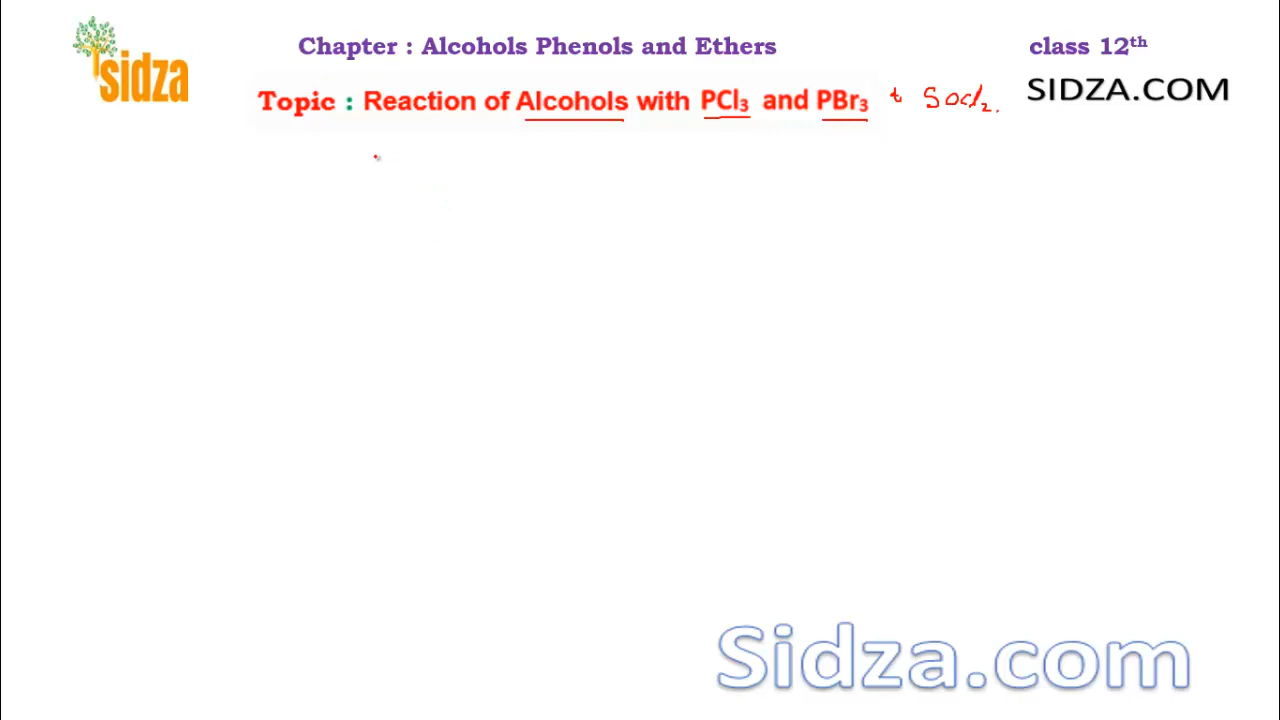 sidza
Chapter : Alcohols Phenols and Ethers class 12th
Topic : Reaction of Alcohols with PCl₃ and PBr₃ + SOCl₂.
SIDZA.COM
Sidza.com